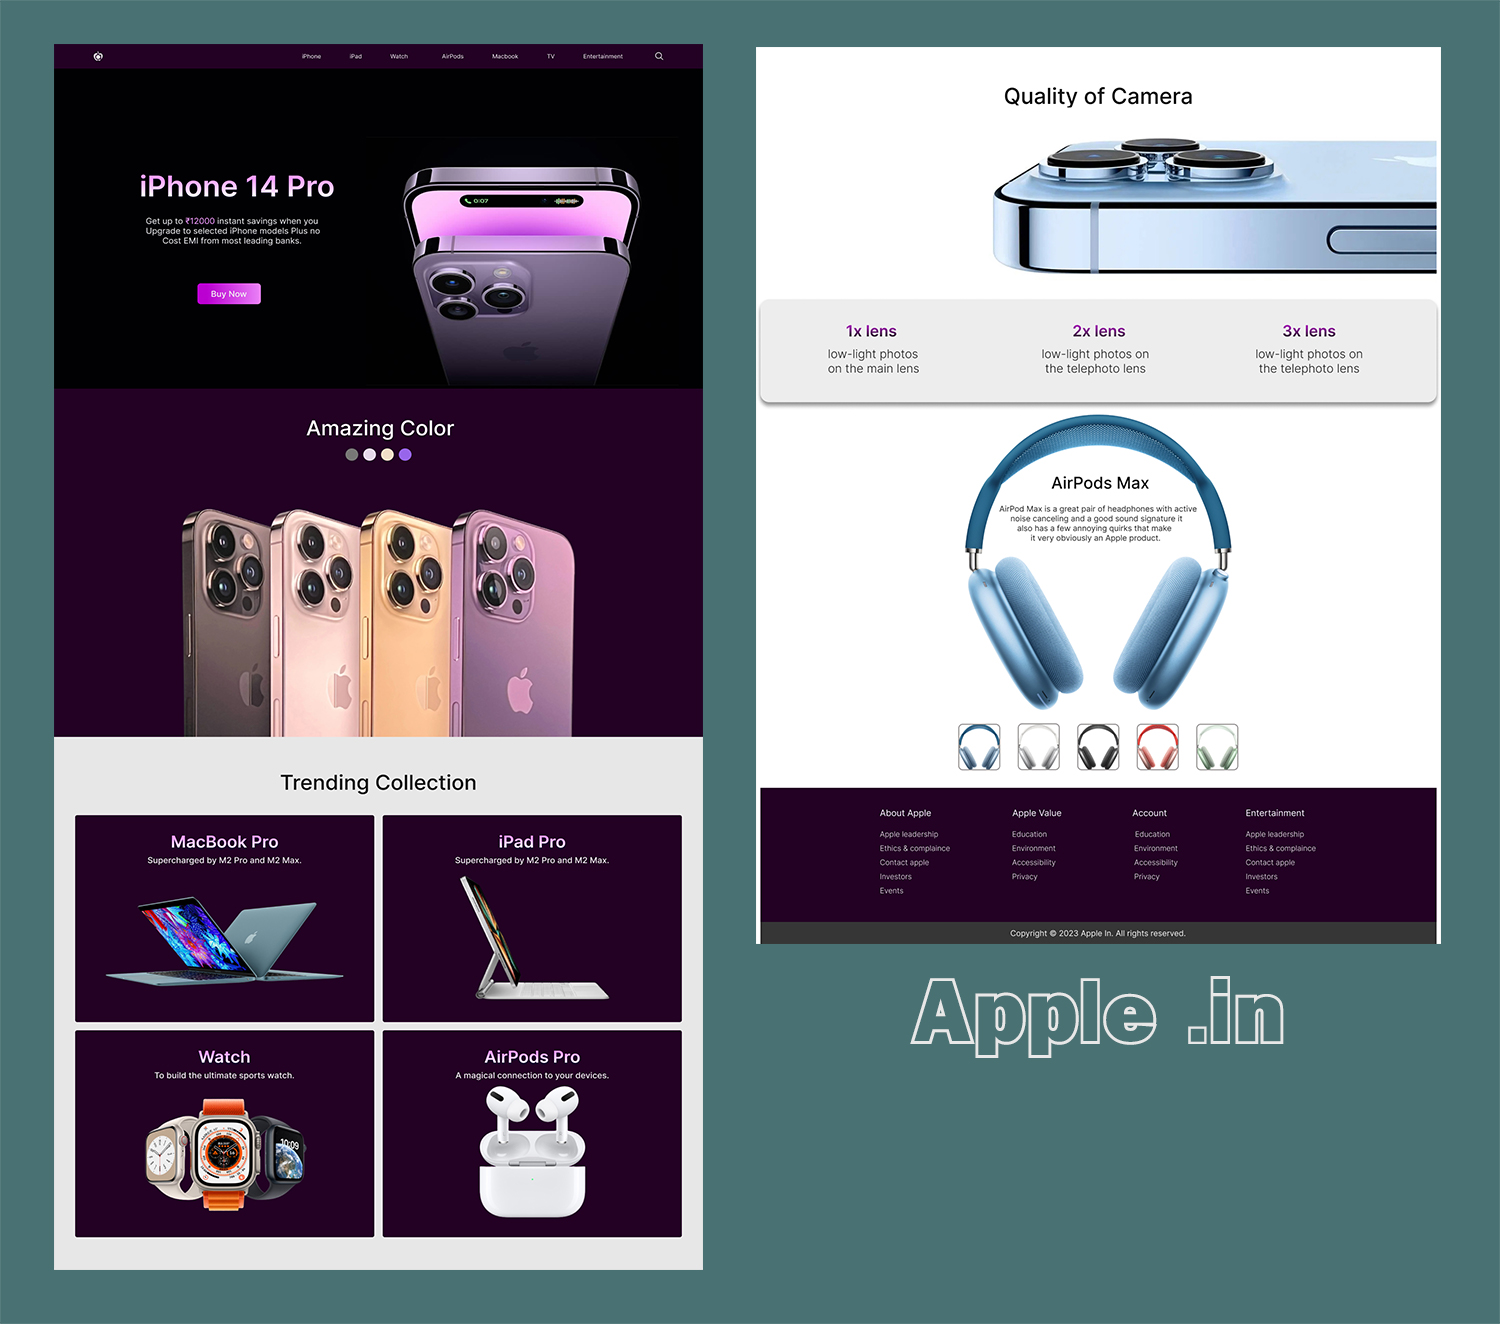 iPhone iPad Watch AirPods Macbook TV Entertainment
iPhone 14 Pro
Get up to ₹12000 instant savings when you
Upgrade to selected iPhone models Plus no
Cost EMI from most leading banks.
Buy Now
0:07
Amazing Color
Trending Collection
MacBook Pro
Supercharged by M2 Pro and M2 Max.
iPad Pro
Supercharged by M2 Pro and M2 Max.
Watch
To build the ultimate sports watch.
10:09
AirPods Pro
A magical connection to your devices.
Quality of Camera
1x lens
low-light photos
on the main lens
2x lens
low-light photos on
the telephoto lens
3x lens
low-light photos on
the telephoto lens
AirPods Max
AirPod Max is a great pair of headphones with active
noise canceling and a good sound signature it
also has a few annoying quirks that make
it very obviously an Apple product.
About Apple
Apple leadership
Ethics & complaince
Contact apple
Investors
Events
Apple Value
Education
Environment
Accessibility
Privacy
Account
Education
Environment
Accessibility
Privacy
Entertainment
Apple leadership
Ethics & complaince
Contact apple
Investors
Events
Copyright © 2023 Apple In. All rights reserved.
Apple .in